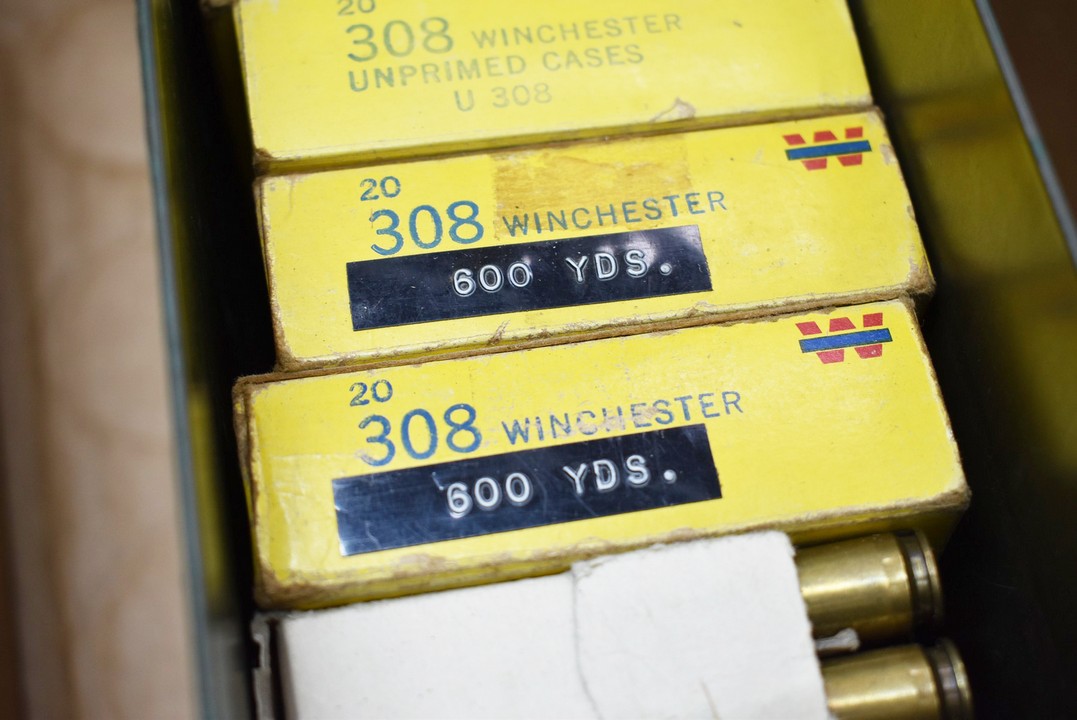 20
308 WINCHESTER
UNPRIMED CASES
U 308
W
20
308 WINCHESTER
600 YDS.
W
20
308 WINCHESTER
600 YDS.